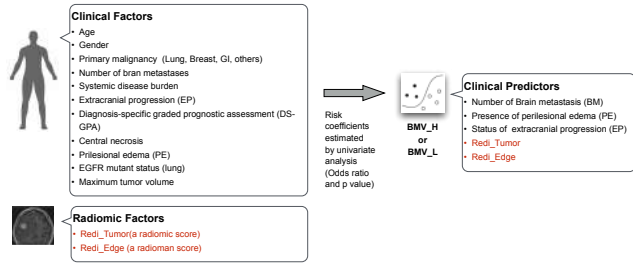 Clinical Factors
• Age
• Gender
• Primary malignancy (Lung, Breast, GI, others)
• Number of bran metastases
• Systemic disease burden
• Extracranial progression (EP)
• Diagnosis-specific graded prognostic assessment (DS-
GPA)
• Central necrosis
• Prilesional edema (PE)
• EGFR mutant status (lung)
• Maximum tumor volume
Radiomic Factors
• Redi_Tumor(a radiomic score)
• Redi_Edge (a radioman score)
Risk
coefficients
estimated
by univariate
analysis
(Odds ratio
and p value)
BMV_H
or
BMV_L
Clinical Predictors
• Number of Brain metastasis (BM)
• Presence of perilesional edema (PE)
• Status of extracranial progression (EP)
• Redi_Tumor
• Redi_Edge